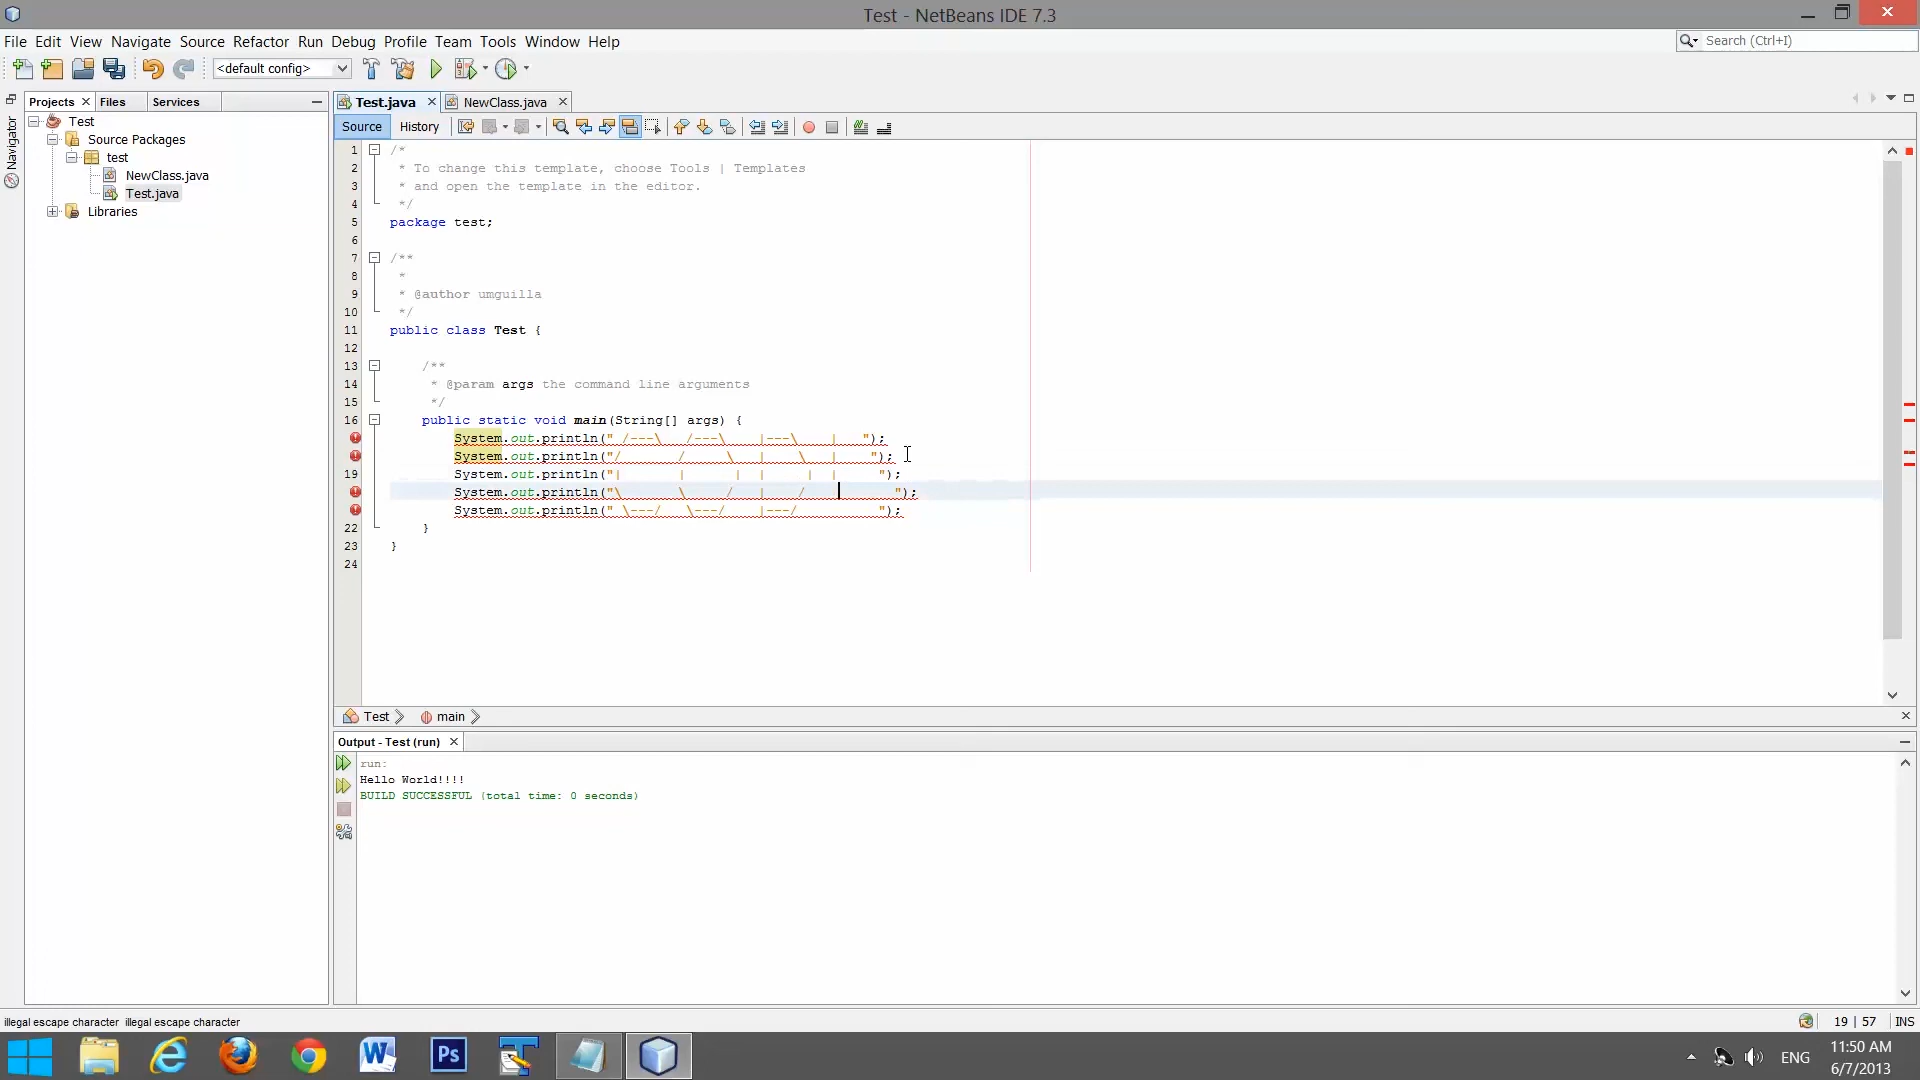 Test - NetBeans IDE 7.3
File Edit View Navigate Source Refactor Run Debug Profile Team Tools Window Help
Search (Ctrl+I)
<default config>
Projects Files Services
Test.java NewClass.java
Navigator
Test
Source Packages
test
NewClass.java
Test.java
Libraries
Source History
1 /*
2 * To change this template, choose Tools | Templates
3 * and open the template in the editor.
4 */
5 package test;
6
7 /**
8 *
9 * @author umguilla
10 */
11 public class Test {
12
13 /**
14 * @param args the command line arguments
15 */
16 public static void main(String[] args) {
System.out.println(" /---\   /---\    |---\    |   ");
System.out.println("/       /     \   |    \   |    ");
19 System.out.println("|       |      |  |     |  |     ");
System.out.println("\       \     /   |    /            ");
System.out.println(" \---/   \---/    |---/          ");
22 }
23 }
24
Test main
Output - Test (run)
run:
Hello World!!!!
BUILD SUCCESSFUL (total time: 0 seconds)
illegal escape character illegal escape character
19 | 57 INS
W Ps
ENG
11:50 AM
6/7/2013